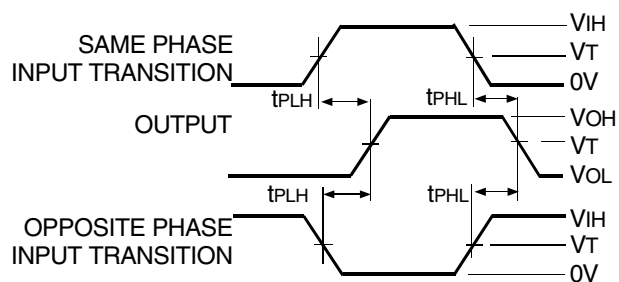 SAME PHASE
INPUT TRANSITION
VIH
VT
0V
tPLH
tPHL
OUTPUT
VOH
VT
VOL
tPLH
tPHL
OPPOSITE PHASE
INPUT TRANSITION
VIH
VT
0V